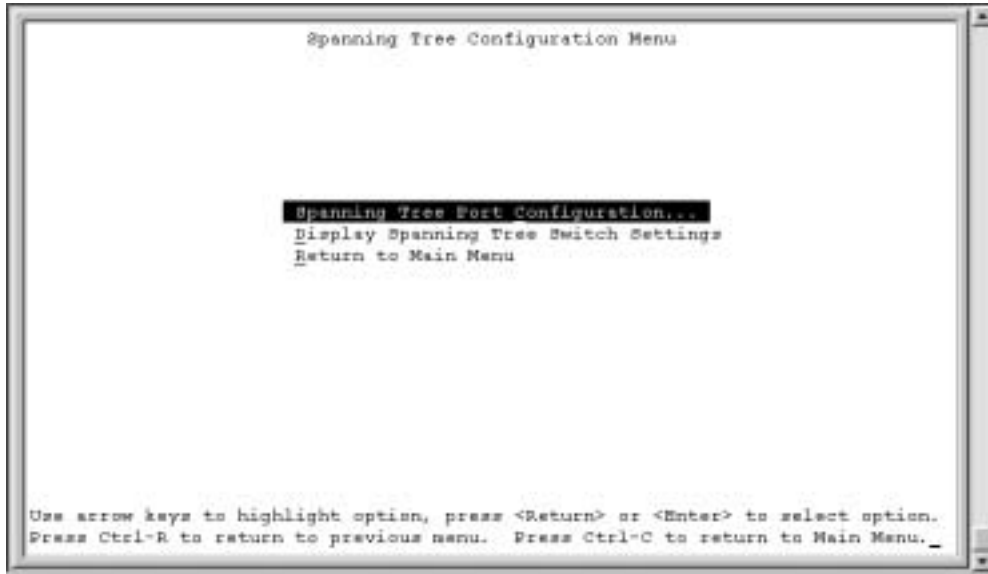 Spanning Tree Configuration Menu
Spanning Tree Port Configuration...
Display Spanning Tree Switch Settings
Return to Main Menu
Use arrow keys to highlight option, press <Return> or <Enter> to select option.
Press Ctrl-R to return to previous menu. Press Ctrl-C to return to Main Menu._